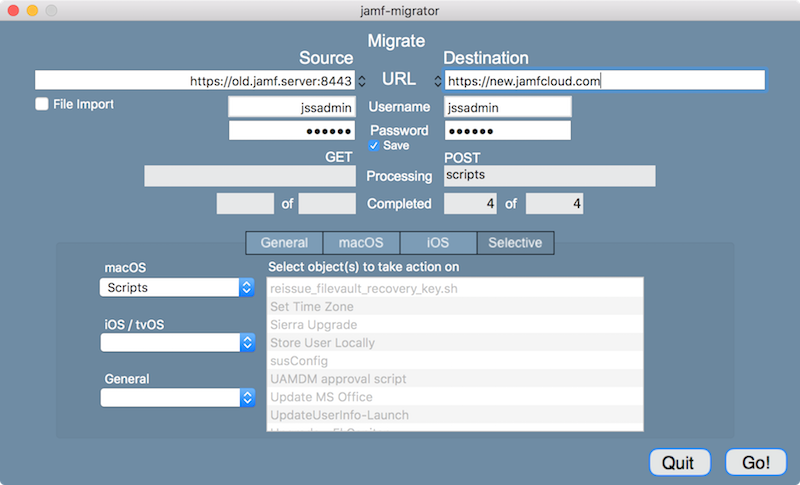 jamf-migrator
Migrate
Source
Destination
https://old.jamf.server:8443
URL
https://new.jamfcloud.com
File Import
jssadmin
Username
jssadmin
●●●●●●
Password
●●●●●●
Save
GET
POST
Processing
scripts
of
Completed
4 of 4
General
macOS
iOS
Selective
macOS
Select object(s) to take action on
Scripts
reissue_filevault_recovery_key.sh
Set Time Zone
iOS / tvOS
Sierra Upgrade
Store User Locally
susConfig
General
UAMDM approval script
Update MS Office
UpdateUserInfo-Launch
Quit
Go!